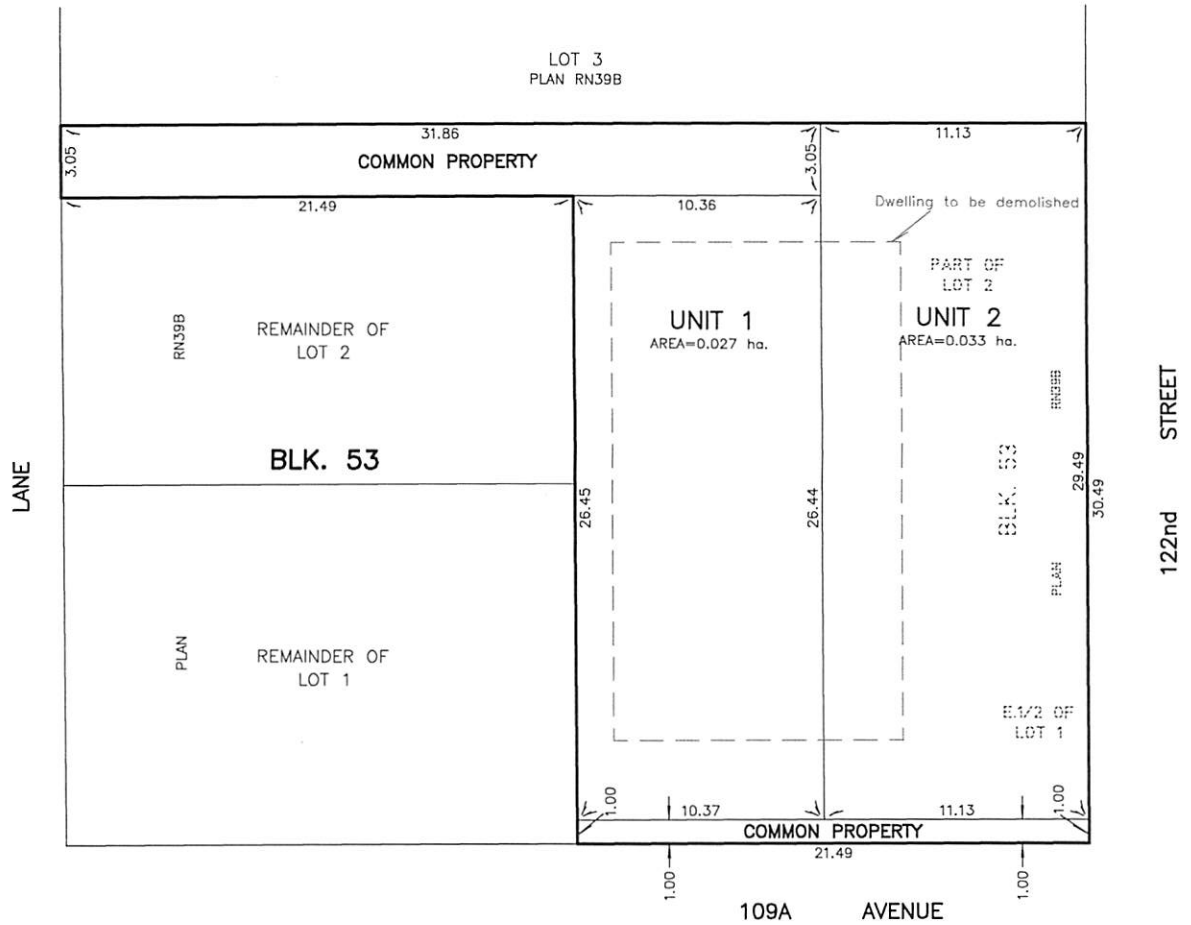 LOT 3
PLAN RN39B
31.86
11.13
3.05
COMMON PROPERTY
3.05
21.49
10.36
Dwelling to be demolished
PART OF
LOT 2
RN39B
REMAINDER OF
LOT 2
UNIT 1
AREA=0.027 ha.
UNIT 2
AREA=0.033 ha.
RN39B
STREET
BLK. 53
LANE
26.45
26.44
BLK. 53
29.49
30.49
122nd
PLAN
PLAN
REMAINDER OF
LOT 1
E.1/2 OF
LOT 1
1.00
10.37
11.13
1.00
COMMON PROPERTY
21.49
1.00
1.00
109A AVENUE